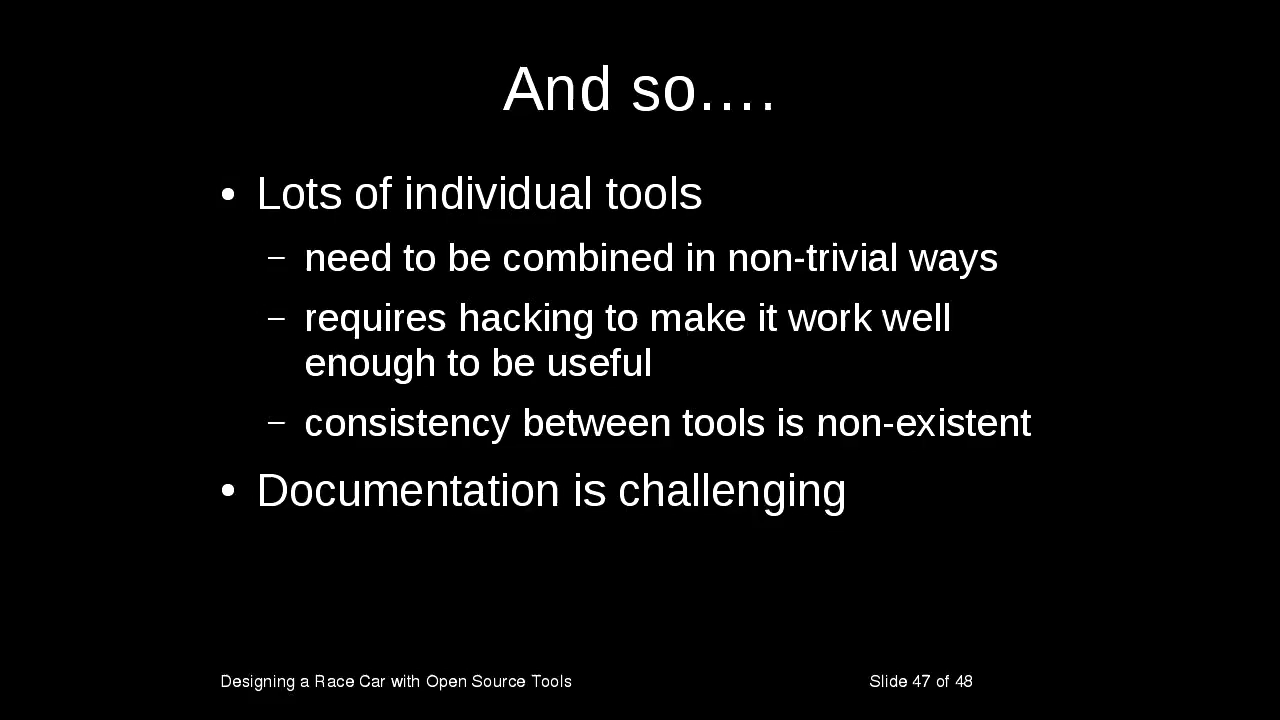 And so….
• Lots of individual tools
– need to be combined in non-trivial ways
– requires hacking to make it work well
enough to be useful
– consistency between tools is non-existent
• Documentation is challenging
Designing a Race Car with Open Source Tools
Slide 47 of 48